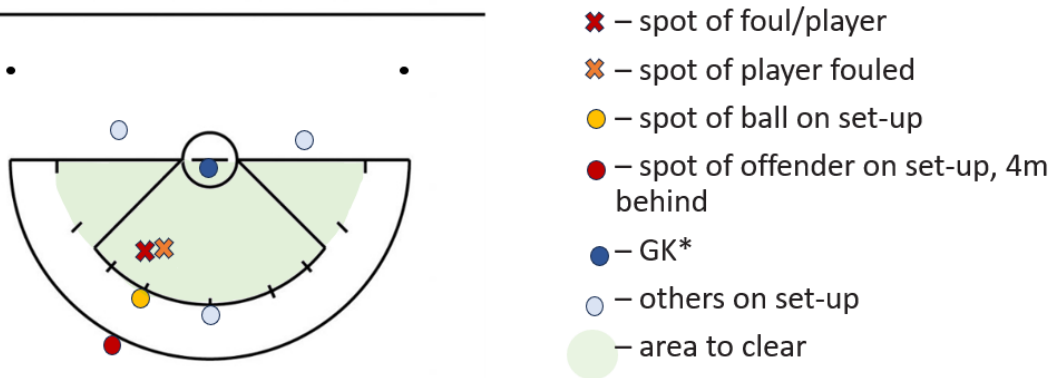 – spot of foul/player
– spot of player fouled
– spot of ball on set-up
– spot of offender on set-up, 4m
behind
– GK*
– others on set-up
– area to clear